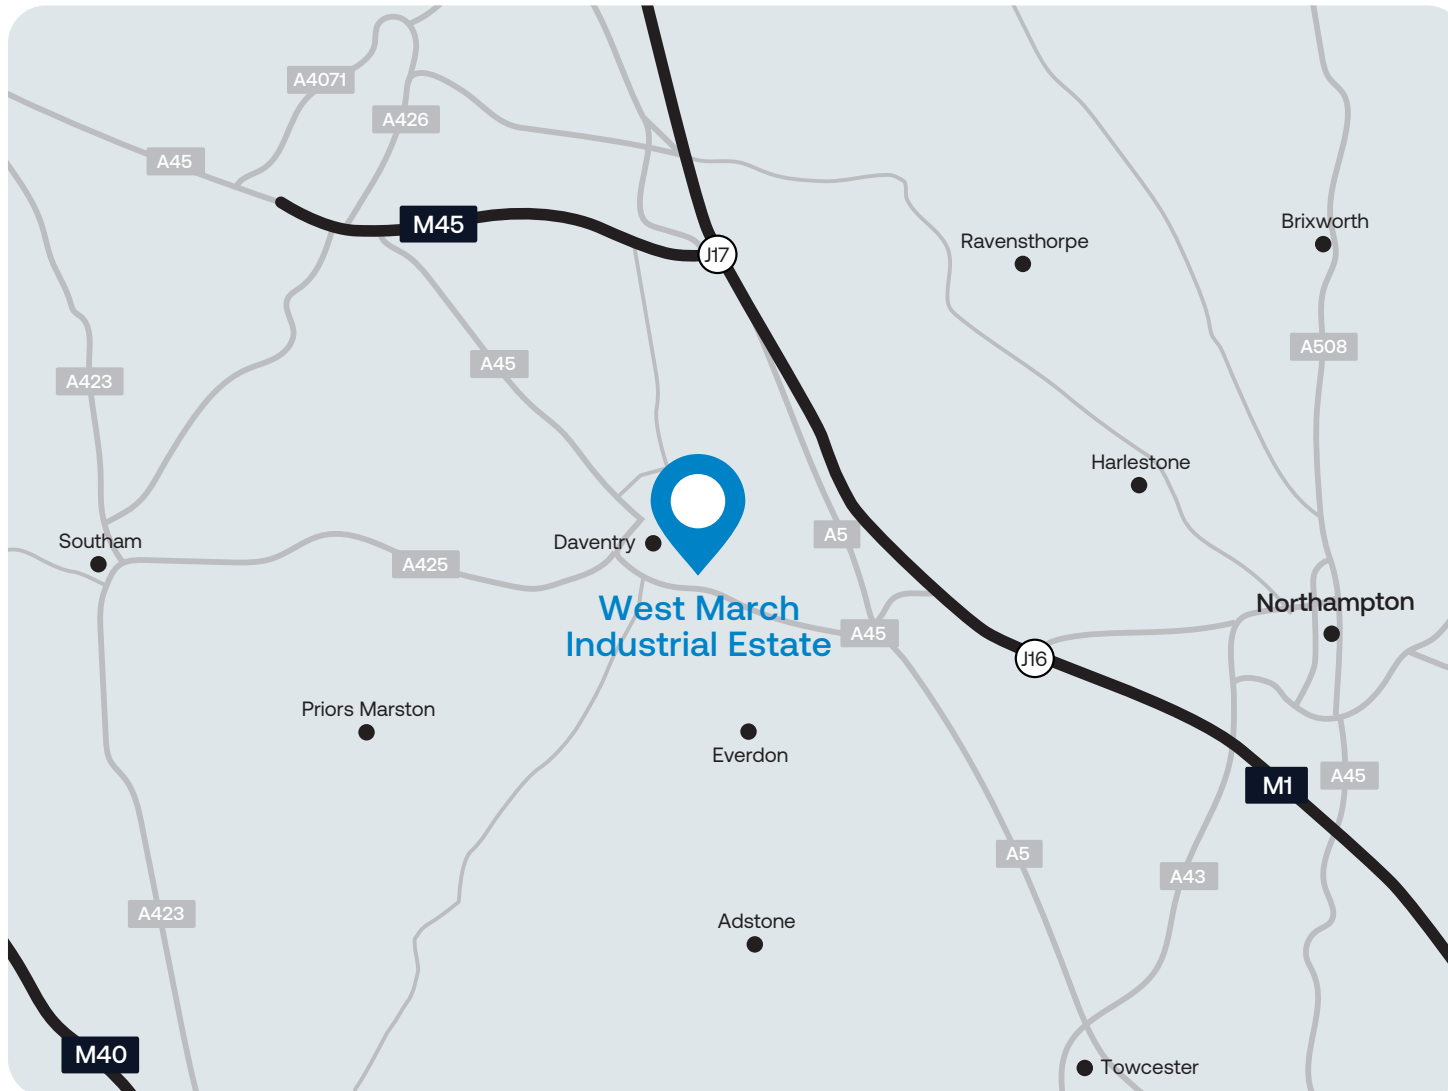 A4071
A426
A45
M45
Brixworth
Ravensthorpe
J17
A508
A45
A423
Harlestone
A5
Southam
Daventry
A425
West March
Industrial Estate
A45
Northampton
J16
Priors Marston
Everdon
M1
A45
A5
A43
A423
Adstone
M40
Towcester